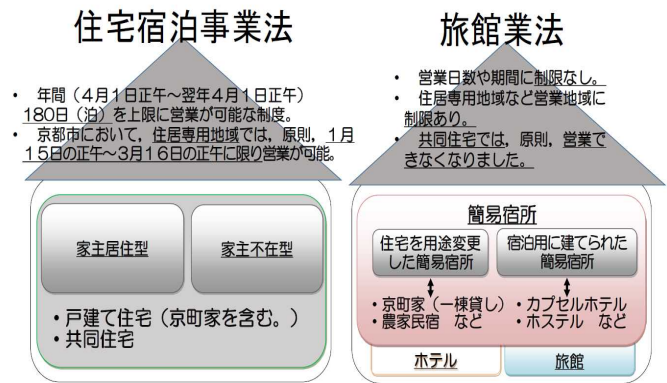 住宅宿泊事業法
・ 年間（4月1日正午～翌年4月1日正午）
180日（泊）を上限に営業が可能な制度。
・ 京都市において，住居専用地域では，原則，1月
15日の正午～3月16日の正午に限り営業が可能。
家主居住型
家主不在型
・戸建て住宅（京町家を含む。）
・共同住宅
旅館業法
・ 営業日数や期間に制限なし。
・ 住居専用地域など営業地域に
制限あり。
・ 共同住宅では，原則，営業で
きなくなりました。
簡易宿所
住宅を用途変更
した簡易宿所
宿泊用に建てられた
簡易宿所
・京町家（一棟貸し）
・農家民宿 など
・カプセルホテル
・ホステル など
ホテル
旅館